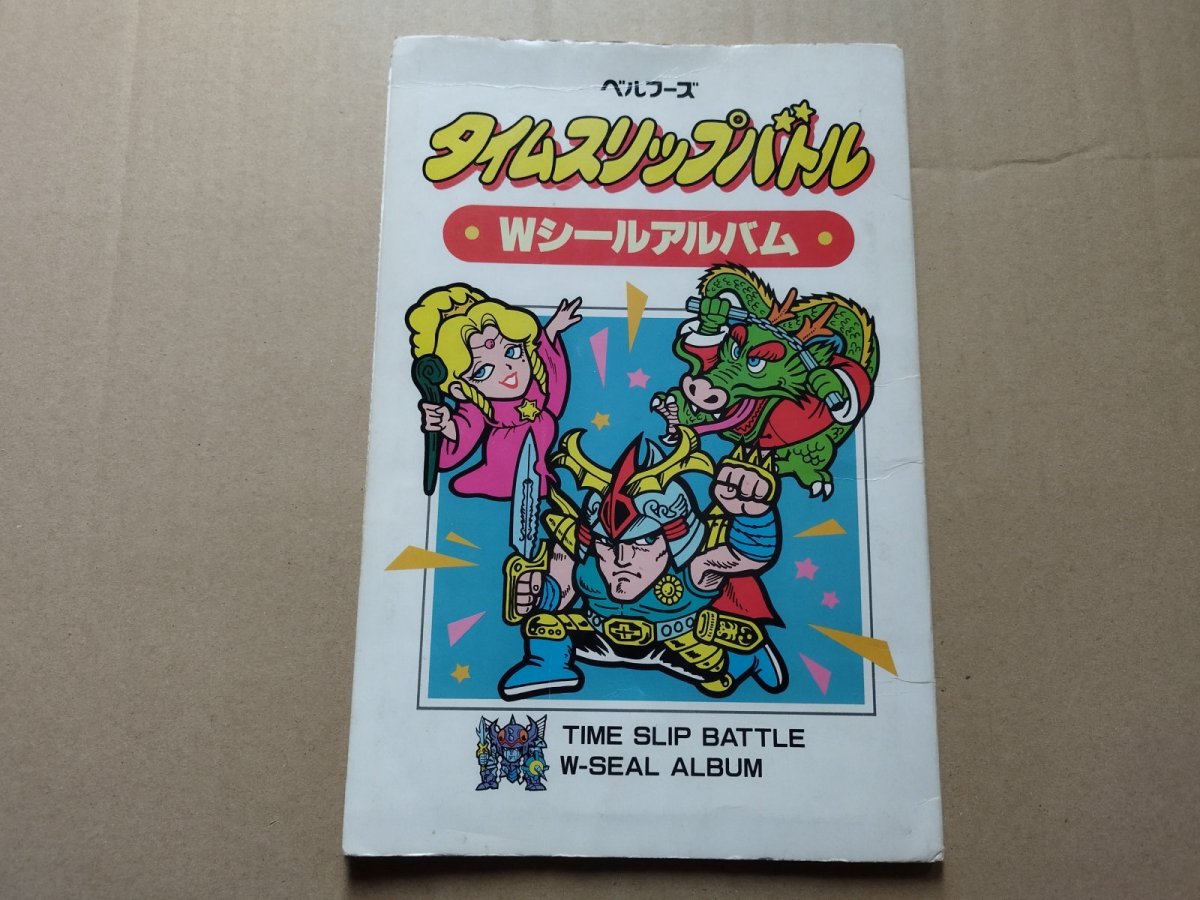 ベルフーズ
タイムスリップバトル
Wシールアルバム
TIME SLIP BATTLE
W-SEAL ALBUM